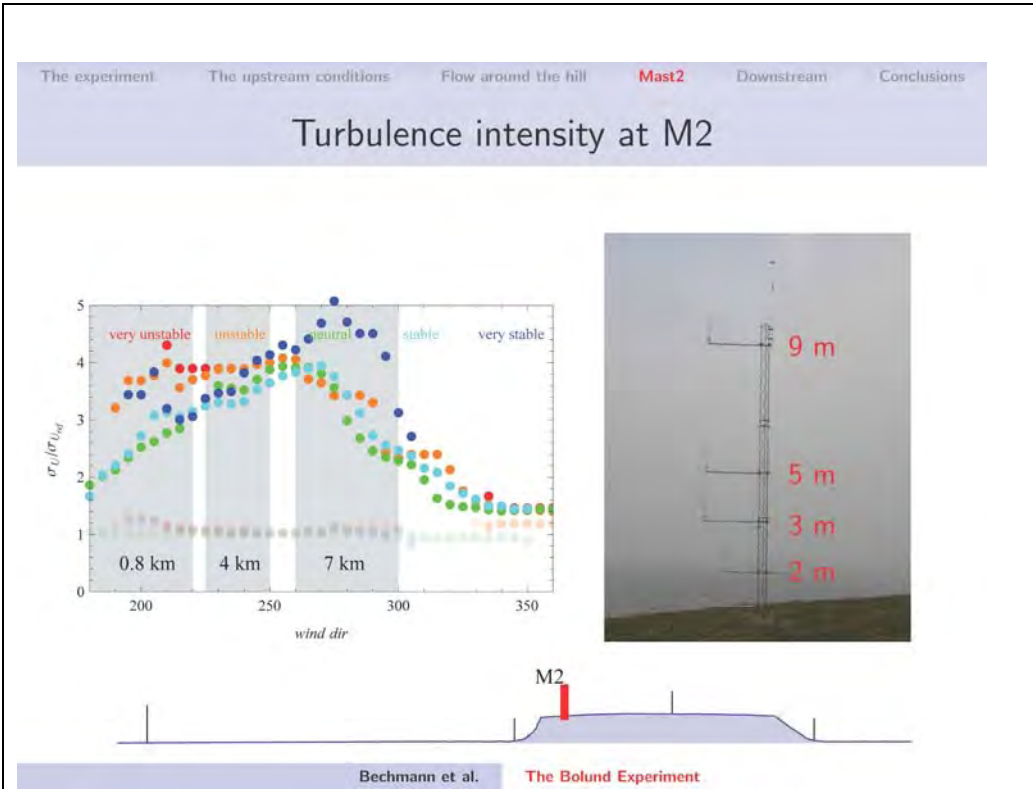 The experiment   The upstream conditions   Flow around the hill   Mast2   Downstream   Conclusions
Turbulence intensity at M2
σU/σUref
5
4
3
2
1
0
very unstable   unstable   neutral   stable   very stable
0.8 km   4 km   7 km
200   250   300   350
wind dir
9 m
5 m
3 m
2 m
M2
Bechmann et al.   The Bolund Experiment